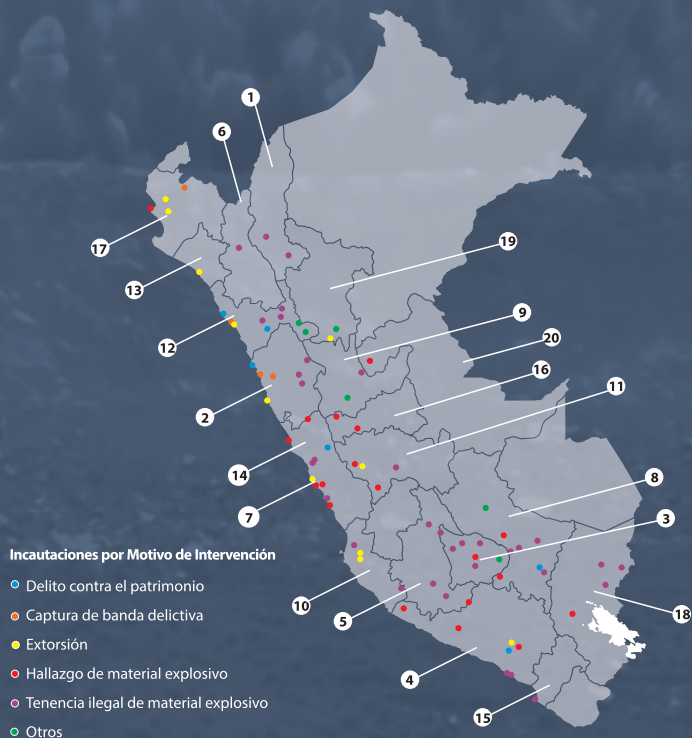 1
6
17
13
19
9
12
20
16
11
2
14
8
7
3
Incautaciones por Motivo de Intervención
Delito contra el patrimonio
10
5
18
Captura de banda delictiva
Extorsión
Hallazgo de material explosivo
4
Tenencia ilegal de material explosivo
15
Otros